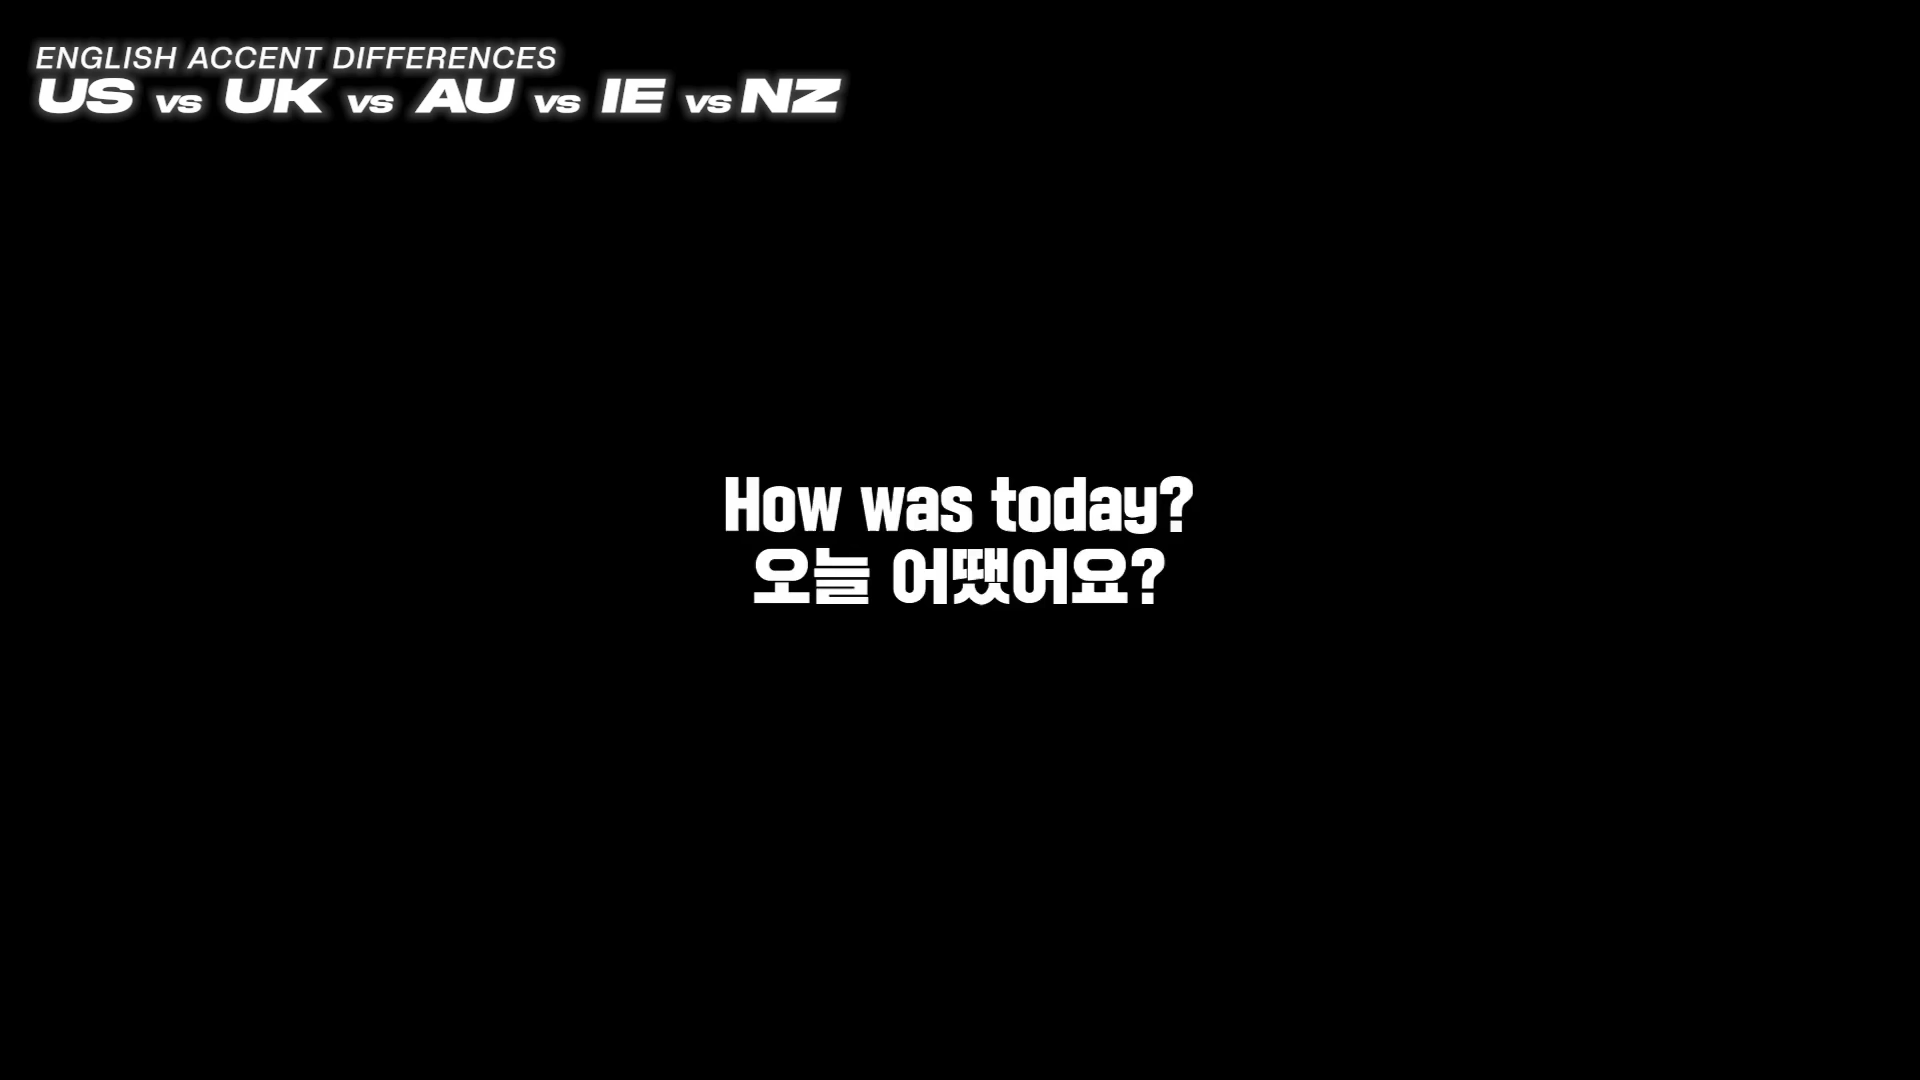 ENGLISH ACCENT DIFFERENCES
US vs UK vs AU vs IE vs NZ
How was today?
오늘 어땠어요?